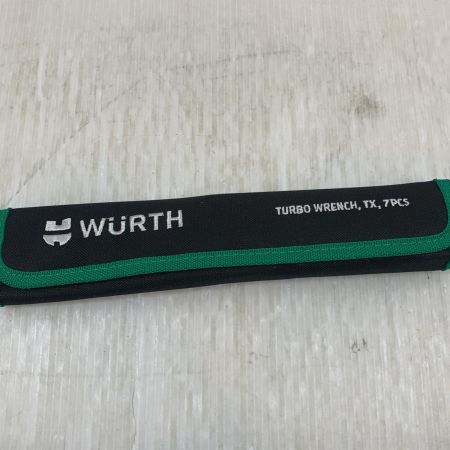 WÜRTH
TURBO WRENCH, TX, 7PCS